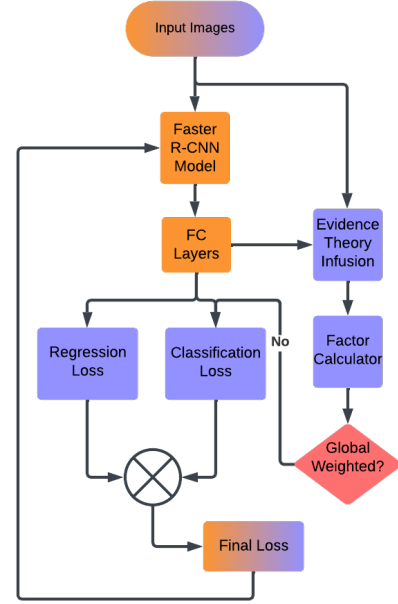 Input Images
Faster
R-CNN
Model
FC
Layers
Evidence
Theory
Infusion
Regression
Loss
Classification
Loss
No
Factor
Calculator
Global
Weighted?
Final Loss